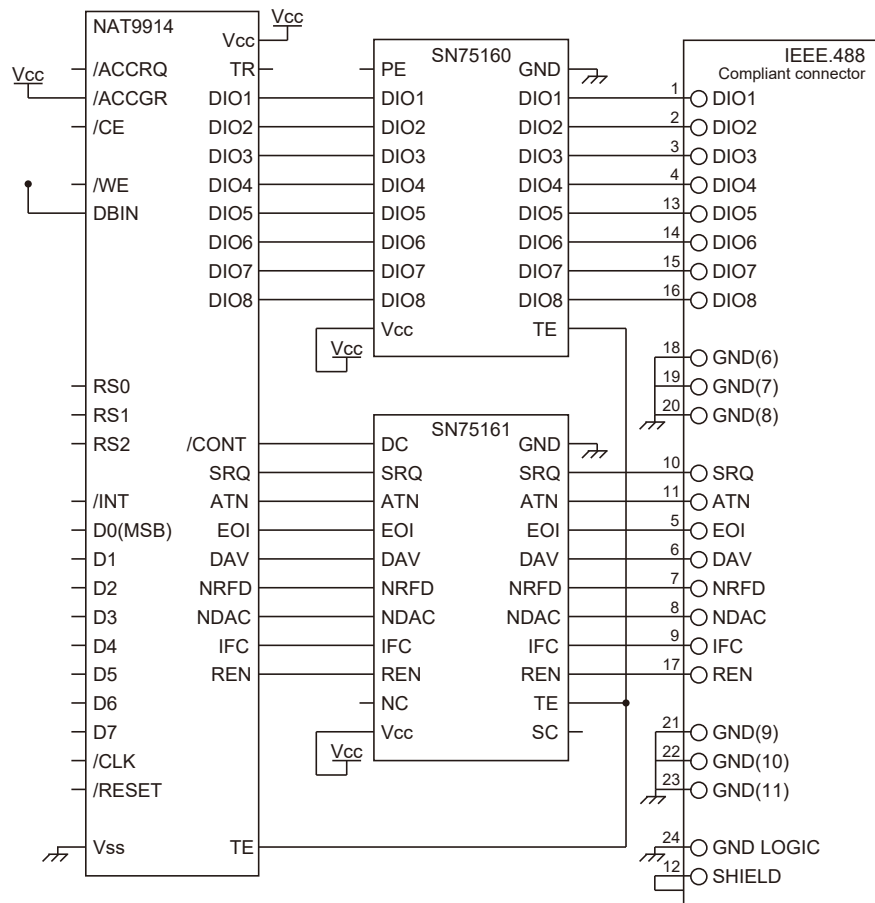 NAT9914
Vcc
Vcc
/ACCRQ
TR
Vcc
/ACCGR
DIO1
/CE
DIO2
DIO3
/WE
DIO4
DBIN
DIO5
DIO6
DIO7
DIO8
RS0
RS1
RS2
/CONT
SRQ
/INT
ATN
D0(MSB)
EOI
D1
DAV
D2
NRFD
D3
NDAC
D4
IFC
D5
REN
D6
D7
/CLK
/RESET
Vss
TE
SN75160
PE
GND
DIO1
DIO1
DIO2
DIO2
DIO3
DIO3
DIO4
DIO4
DIO5
DIO5
DIO6
DIO6
DIO7
DIO7
DIO8
DIO8
Vcc
TE
Vcc
SN75161
DC
GND
SRQ
SRQ
ATN
ATN
EOI
EOI
DAV
DAV
NRFD
NRFD
NDAC
NDAC
IFC
IFC
REN
REN
NC
TE
Vcc
SC
Vcc
IEEE.488
Compliant connector
1 DIO1
2 DIO2
3 DIO3
4 DIO4
13 DIO5
14 DIO6
15 DIO7
16 DIO8
18 GND(6)
19 GND(7)
20 GND(8)
10 SRQ
11 ATN
5 EOI
6 DAV
7 NRFD
8 NDAC
9 IFC
17 REN
21 GND(9)
22 GND(10)
23 GND(11)
24 GND LOGIC
12 SHIELD